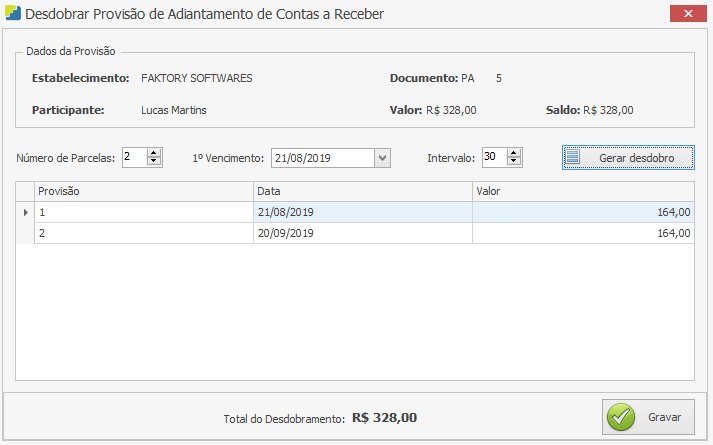 Desdobrar Provisão de Adiantamento de Contas a Receber
Dados da Provisão
Estabelecimento: FAKTORY SOFTWARES Documento: PA 5
Participante: Lucas Martins Valor: R$ 328,00 Saldo: R$ 328,00
Número de Parcelas: 2 1º Vencimento: 21/08/2019 Intervalo: 30 Gerar desdobro
Provisão Data Valor
1 21/08/2019 164,00
2 20/09/2019 164,00
Total do Desdobramento: R$ 328,00 Gravar